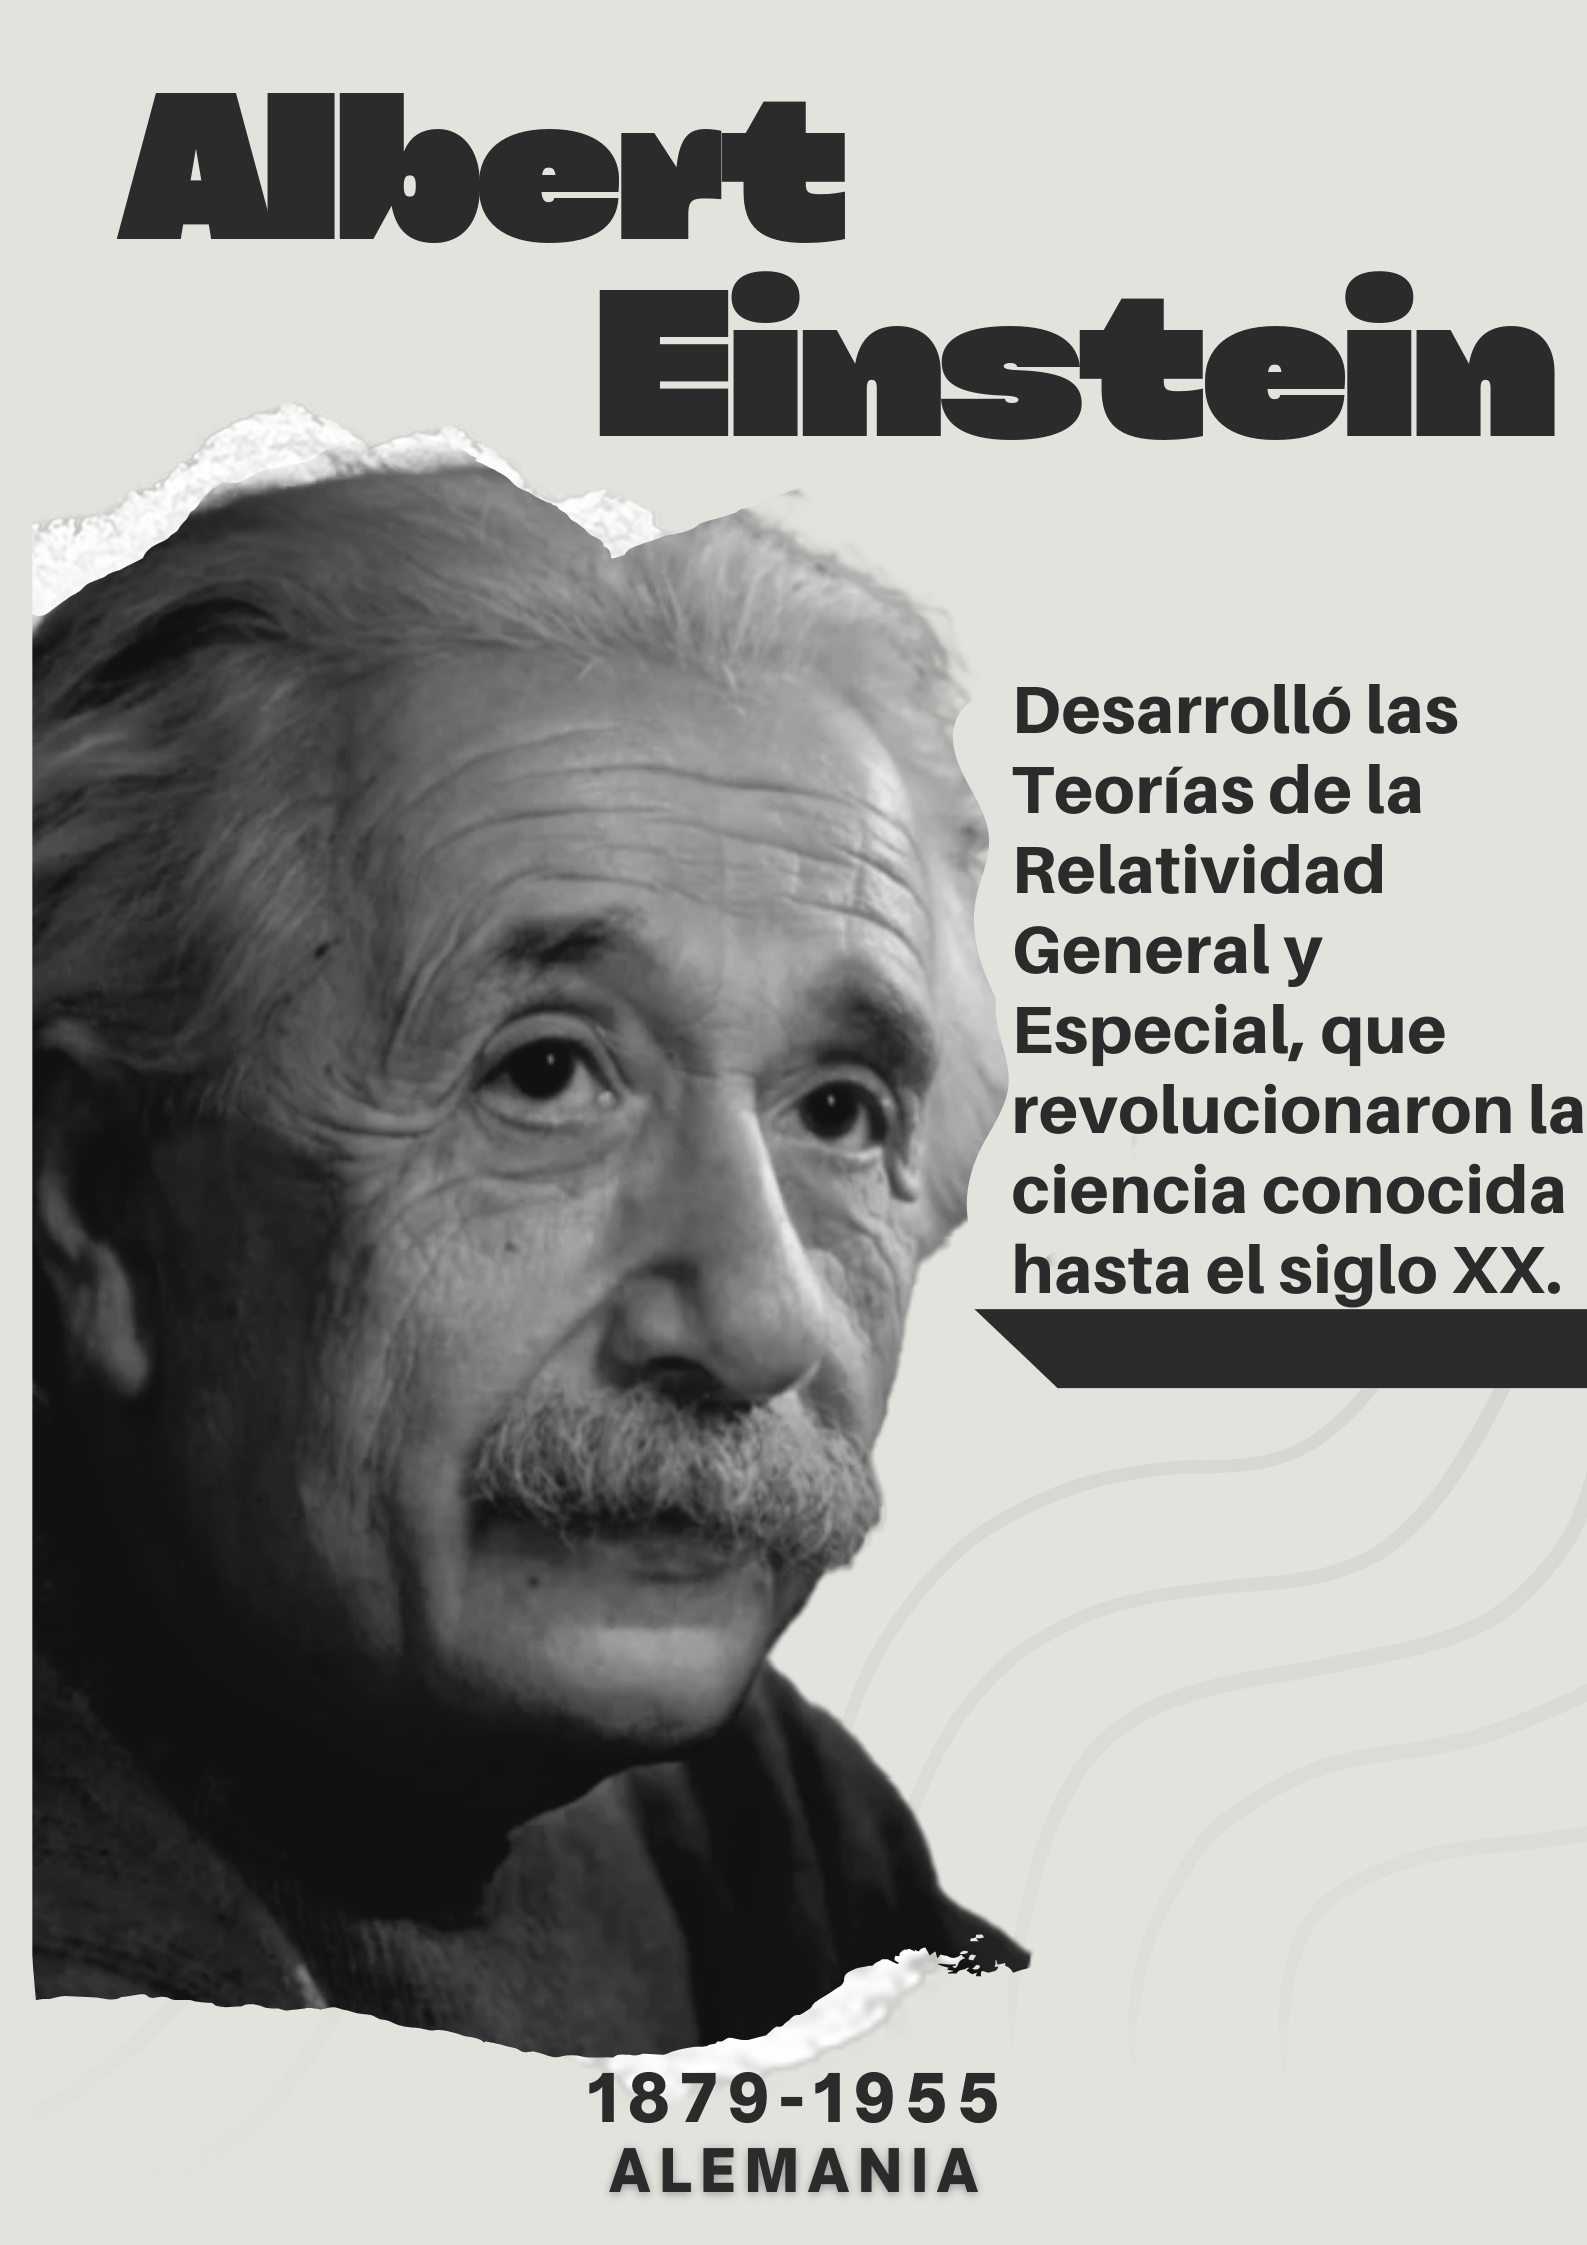 Albert
Einstein
Desarrolló las
Teorías de la
Relatividad
General y
Especial, que
revolucionaron la
ciencia conocida
hasta el siglo XX.
1879-1955
ALEMANIA